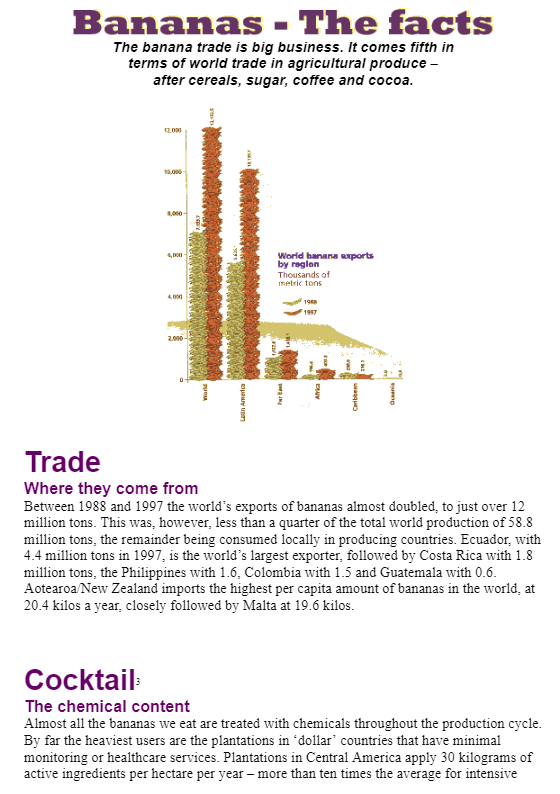 Bananas - The facts
The banana trade is big business. It comes fifth in
terms of world trade in agricultural produce –
after cereals, sugar, coffee and cocoa.
12,000
10,000
8,000
6,000
4,000
2,000
0
World banana exports
by region
Thousands of
metric tons
1988
1997
World
Latin America
Far East
Africa
Caribbean
Oceania
Trade
Where they come from
Between 1988 and 1997 the world’s exports of bananas almost doubled, to just over 12
million tons. This was, however, less than a quarter of the total world production of 58.8
million tons, the remainder being consumed locally in producing countries. Ecuador, with
4.4 million tons in 1997, is the world’s largest exporter, followed by Costa Rica with 1.8
million tons, the Philippines with 1.6, Colombia with 1.5 and Guatemala with 0.6.
Aotearoa/New Zealand imports the highest per capita amount of bananas in the world, at
20.4 kilos a year, closely followed by Malta at 19.6 kilos.
Cocktail3
The chemical content
Almost all the bananas we eat are treated with chemicals throughout the production cycle.
By far the heaviest users are the plantations in ‘dollar’ countries that have minimal
monitoring or healthcare services. Plantations in Central America apply 30 kilograms of
active ingredients per hectare per year – more than ten times the average for intensive